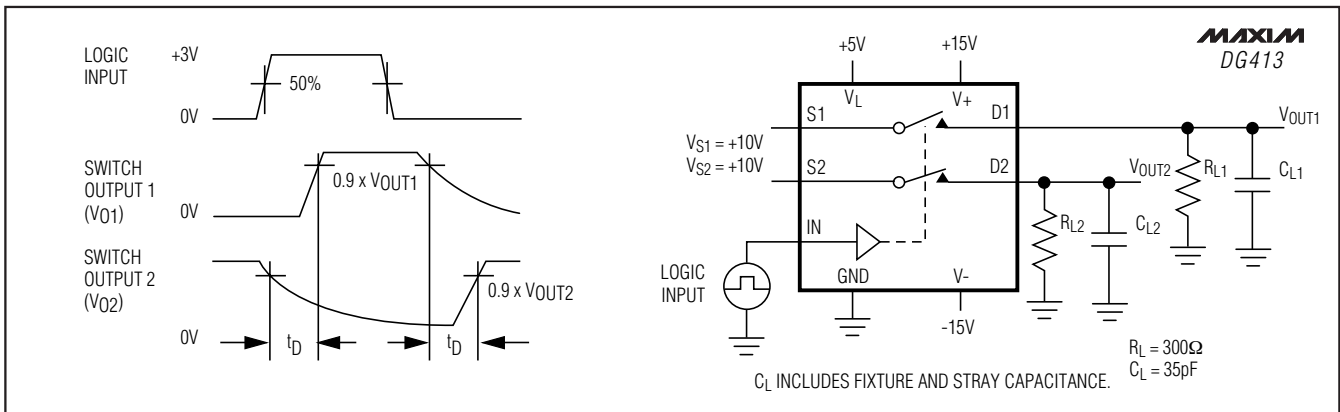 LOGIC
INPUT
+3V
50%
0V
SWITCH
OUTPUT 1
(VO1)
0.9 x VOUT1
0V
SWITCH
OUTPUT 2
(VO2)
0.9 x VOUT2
0V
tD
tD
+5V
+15V
MAXIM
DG413
VL
V+
S1
D1
VOUT1
VS1 = +10V
VS2 = +10V
S2
D2
VOUT2
RL1
CL1
RL2
CL2
IN
LOGIC
INPUT
GND
V-
-15V
RL = 300Ω
CL = 35pF
CL INCLUDES FIXTURE AND STRAY CAPACITANCE.